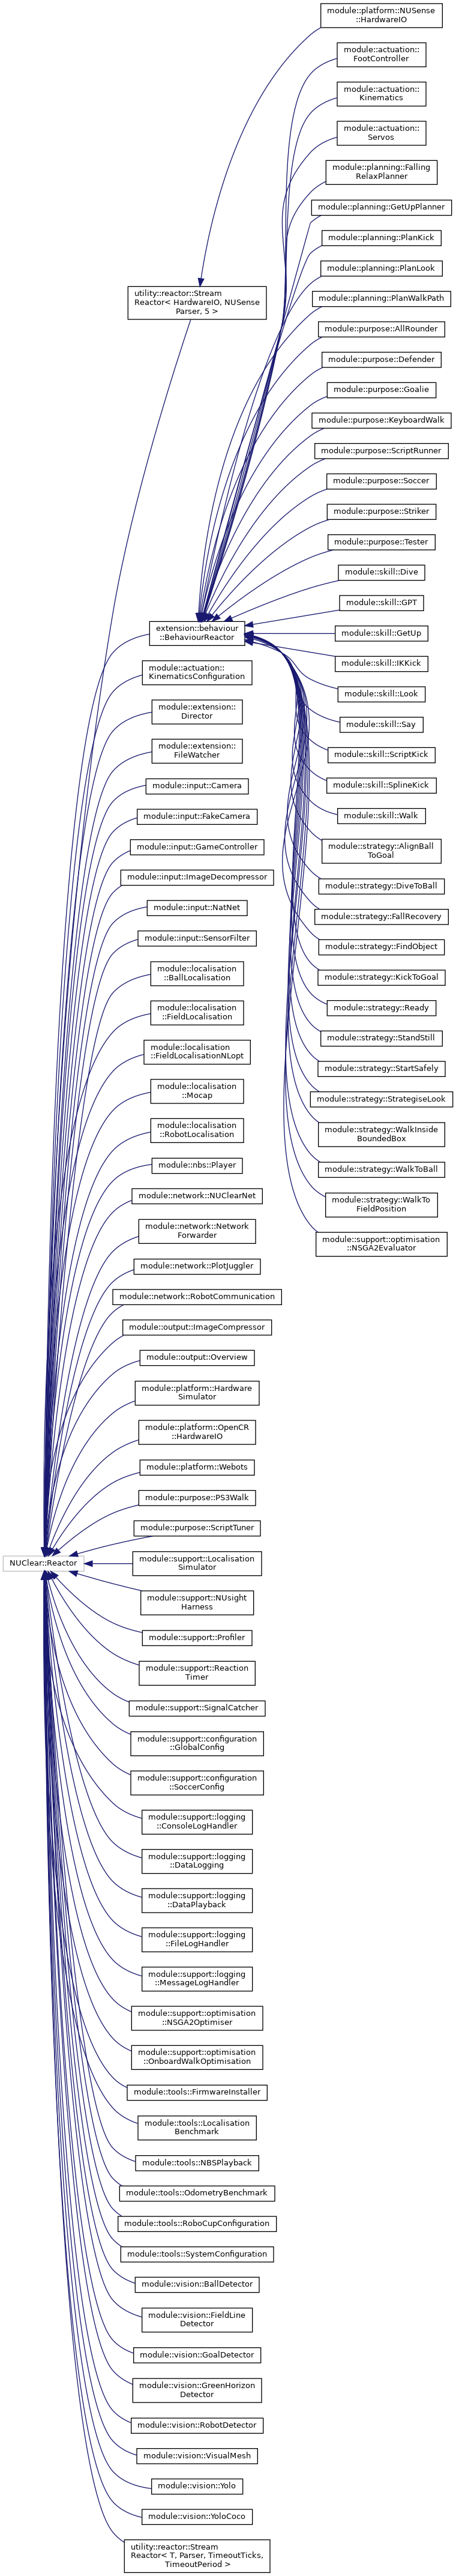 module::platform::NUSense
::HardwareIO
module::actuation::
FootController
module::actuation::
Kinematics
module::actuation::
Servos
module::planning::Falling
RelaxPlanner
module::planning::GetUpPlanner
module::planning::PlanKick
module::planning::PlanLook
module::planning::PlanWalkPath
module::purpose::AllRounder
module::purpose::Defender
module::purpose::Goalie
module::purpose::KeyboardWalk
module::purpose::ScriptRunner
module::purpose::Soccer
module::purpose::Striker
module::purpose::Tester
module::skill::Dive
module::skill::GPT
module::skill::GetUp
module::skill::IKKick
module::skill::Look
module::skill::Say
module::skill::ScriptKick
module::skill::SplineKick
module::skill::Walk
module::strategy::AlignBall
ToGoal
module::strategy::DiveToBall
module::strategy::FallRecovery
module::strategy::FindObject
module::strategy::KickToGoal
module::strategy::Ready
module::strategy::StandStill
module::strategy::StartSafely
module::strategy::StrategiseLook
module::strategy::WalkInside
BoundedBox
module::strategy::WalkToBall
module::strategy::WalkTo
FieldPosition
module::support::optimisation
::NSGA2Evaluator
utility::reactor::Stream
Reactor< HardwareIO, NUSense
Parser, 5 >
extension::behaviour
::BehaviourReactor
module::actuation::
KinematicsConfiguration
module::extension::
Director
module::extension::
FileWatcher
module::input::Camera
module::input::FakeCamera
module::input::GameController
module::input::ImageDecompressor
module::input::NatNet
module::input::SensorFilter
module::localisation
::BallLocalisation
module::localisation
::FieldLocalisation
module::localisation
::FieldLocalisationNLopt
module::localisation
::Mocap
module::localisation
::RobotLocalisation
module::nbs::Player
module::network::NUClearNet
module::network::Network
Forwarder
module::network::PlotJuggler
module::network::RobotCommunication
module::output::ImageCompressor
module::output::Overview
module::platform::Hardware
Simulator
module::platform::OpenCR
::HardwareIO
module::platform::Webots
module::purpose::PS3Walk
module::purpose::ScriptTuner
NUClear::Reactor
module::support::Localisation
Simulator
module::support::NUsight
Harness
module::support::Profiler
module::support::Reaction
Timer
module::support::SignalCatcher
module::support::configuration
::GlobalConfig
module::support::configuration
::SoccerConfig
module::support::logging
::ConsoleLogHandler
module::support::logging
::DataLogging
module::support::logging
::DataPlayback
module::support::logging
::FileLogHandler
module::support::logging
::MessageLogHandler
module::support::optimisation
::NSGA2Optimiser
module::support::optimisation
::OnboardWalkOptimisation
module::tools::FirmwareInstaller
module::tools::Localisation
Benchmark
module::tools::NBSPlayback
module::tools::OdometryBenchmark
module::tools::RoboCupConfiguration
module::tools::SystemConfiguration
module::vision::BallDetector
module::vision::FieldLine
Detector
module::vision::GoalDetector
module::vision::GreenHorizon
Detector
module::vision::RobotDetector
module::vision::VisualMesh
module::vision::Yolo
module::vision::YoloCoco
utility::reactor::Stream
Reactor< T, Parser, TimeoutTicks,
TimeoutPeriod >